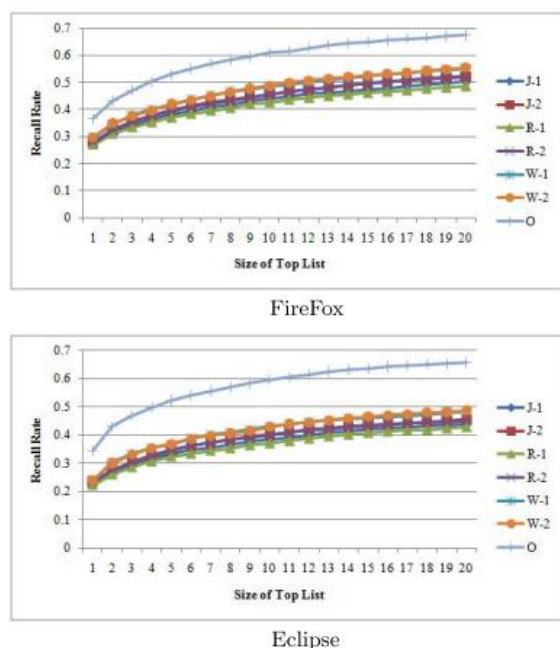 0.7
0.6
0.5
0.4
0.3
0.2
0.1
0
Recall Rate
1 2 3 4 5 6 7 8 9 10 11 12 13 14 15 16 17 18 19 20
Size of Top List
J-1
J-2
R-1
R-2
W-1
W-2
O
FireFox
0.7
0.6
0.5
0.4
0.3
0.2
0.1
0
Recall Rate
1 2 3 4 5 6 7 8 9 10 11 12 13 14 15 16 17 18 19 20
Size of Top List
J-1
J-2
R-1
R-2
W-1
W-2
O
Eclipse